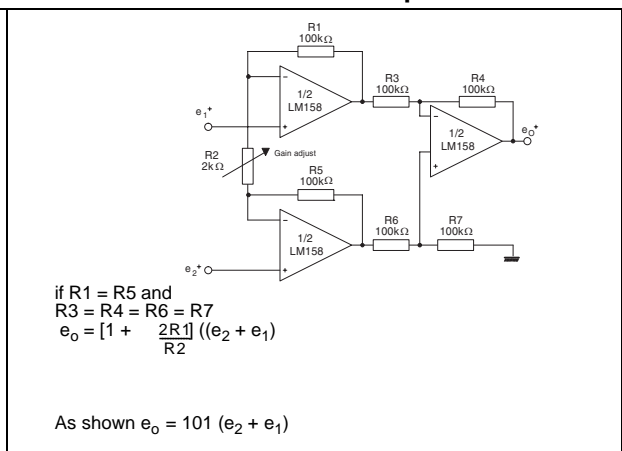 R1
100kΩ
1/2
LM158
e1+
R3
100kΩ
R4
100kΩ
1/2
LM158
eO+
R2
2kΩ
Gain adjust
R5
100kΩ
1/2
LM158
e2+
R6
100kΩ
R7
100kΩ
if R1 = R5 and
R3 = R4 = R6 = R7
eo = [1 + 2R1/R2] ((e2 + e1)
As shown eo = 101 (e2 + e1)